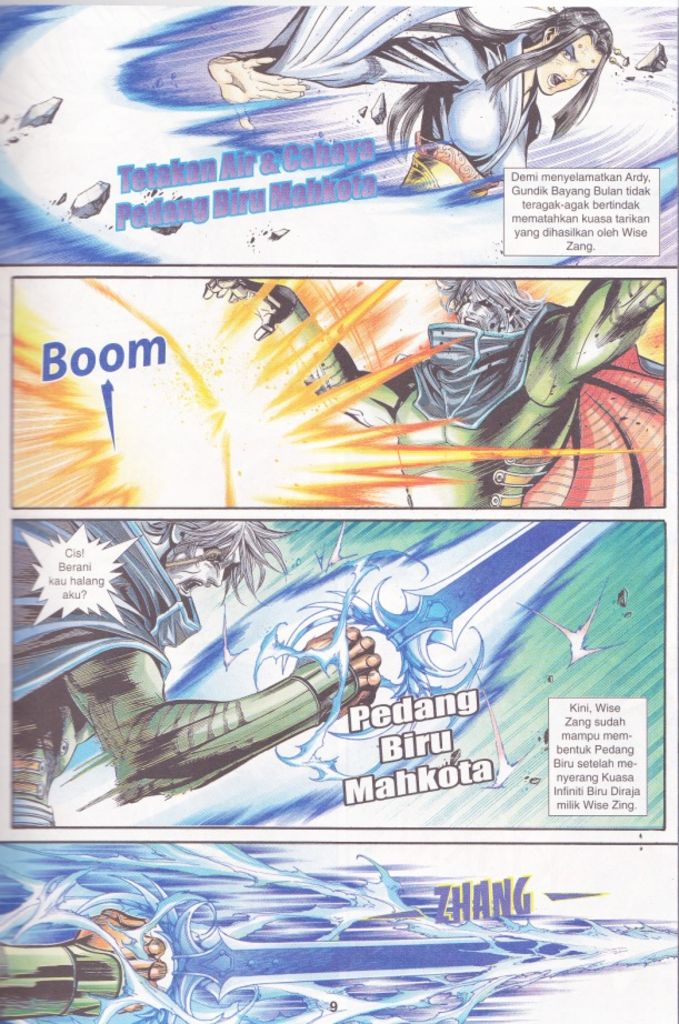 Tetakan Air & Cahaya
Pedang Biru Mahkota
Demi menyelamatkan Ardy,
Gundik Bayang Bulan tidak
teragak-agak bertindak
mematahkan kuasa tarikan
yang dihasilkan oleh Wise
Zang.
Boom
Cis!
Berani
kau halang
aku?
Pedang
Biru
Mahkota
Kini, Wise
Zang sudah
mampu mem-
bentuk Pedang
Biru setelah me-
nyerang Kuasa
Infiniti Biru Diraja
milik Wise Zing.
ZHANG
9